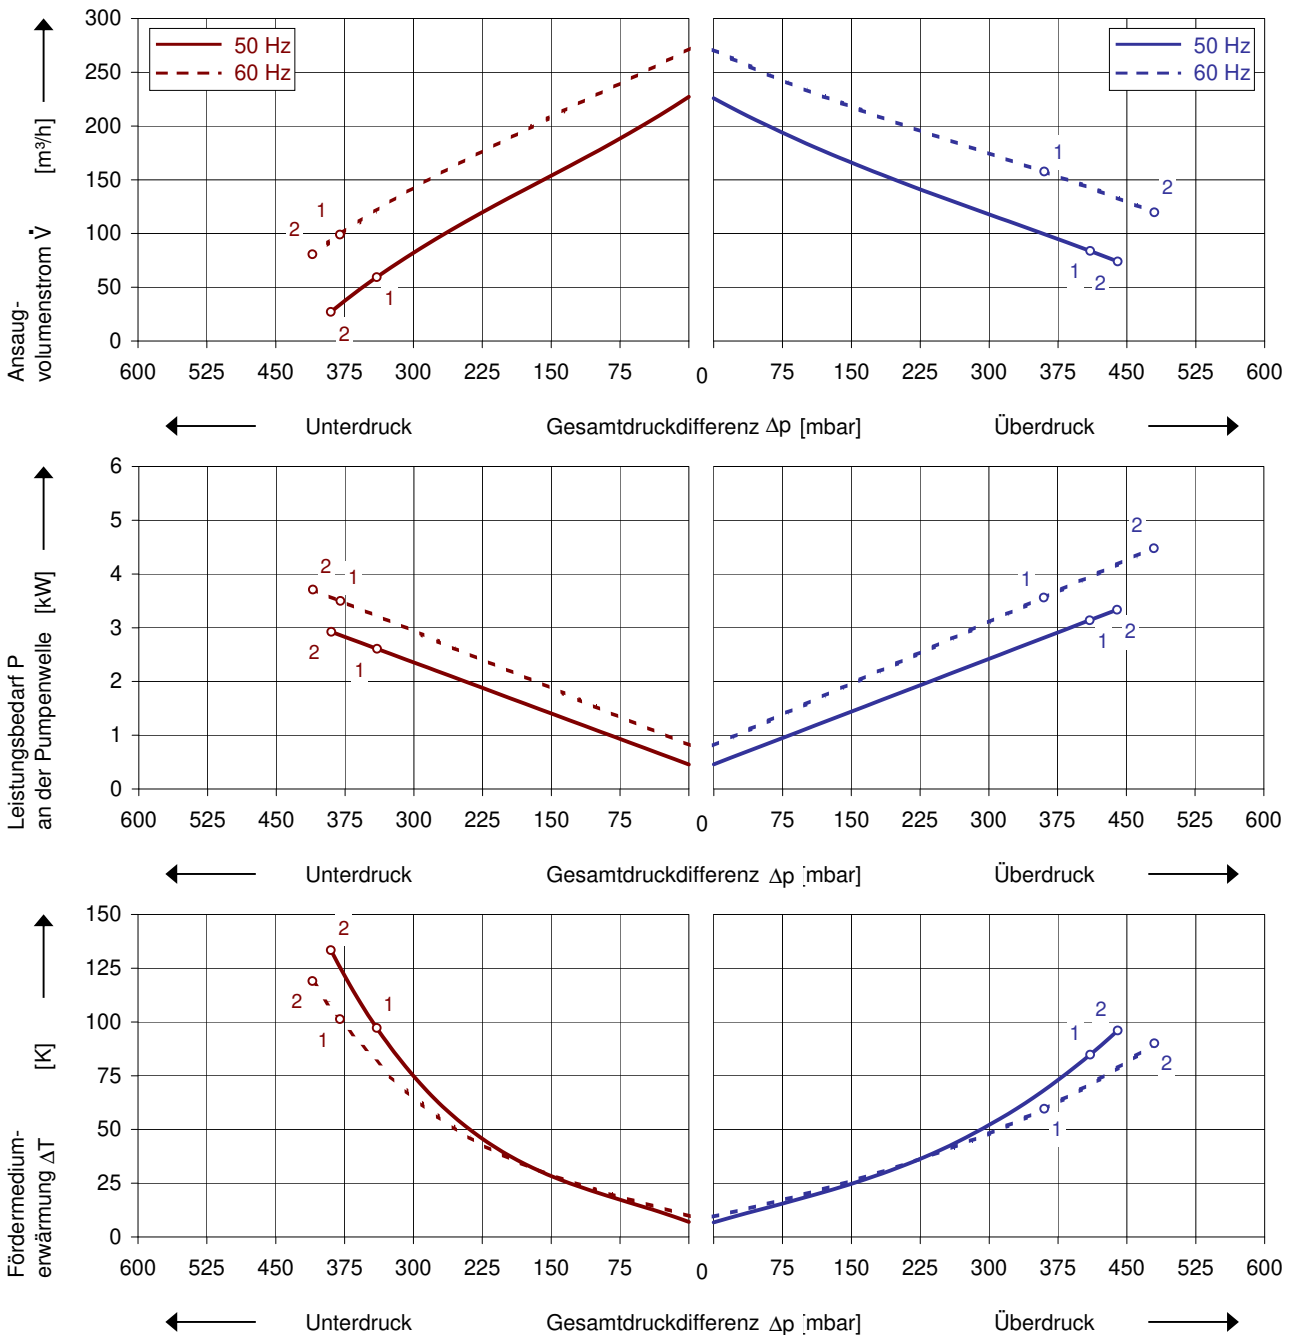 300
250
200
150
100
50
0
50 Hz
60 Hz
50 Hz
60 Hz
1
2
1
2
1
2
1
2
Ansaug-
volumenstrom V̇ [m³/h]
600 525 450 375 300 225 150 75 0 75 150 225 300 375 450 525 600
Unterdruck Gesamtdruckdifferenz Δp [mbar] Überdruck
6
5
4
3
2
1
0
2
1
2
1
2
1
1
2
Leistungsbedarf P
an der Pumpenwelle [kW]
600 525 450 375 300 225 150 75 0 75 150 225 300 375 450 525 600
Unterdruck Gesamtdruckdifferenz Δp [mbar] Überdruck
150
125
100
75
50
25
0
2
1
2
1
2
1
2
1
Fördermedium-
erwärmung ΔT [K]
600 525 450 375 300 225 150 75 0 75 150 225 300 375 450 525 600
Unterdruck Gesamtdruckdifferenz Δp [mbar] Überdruck